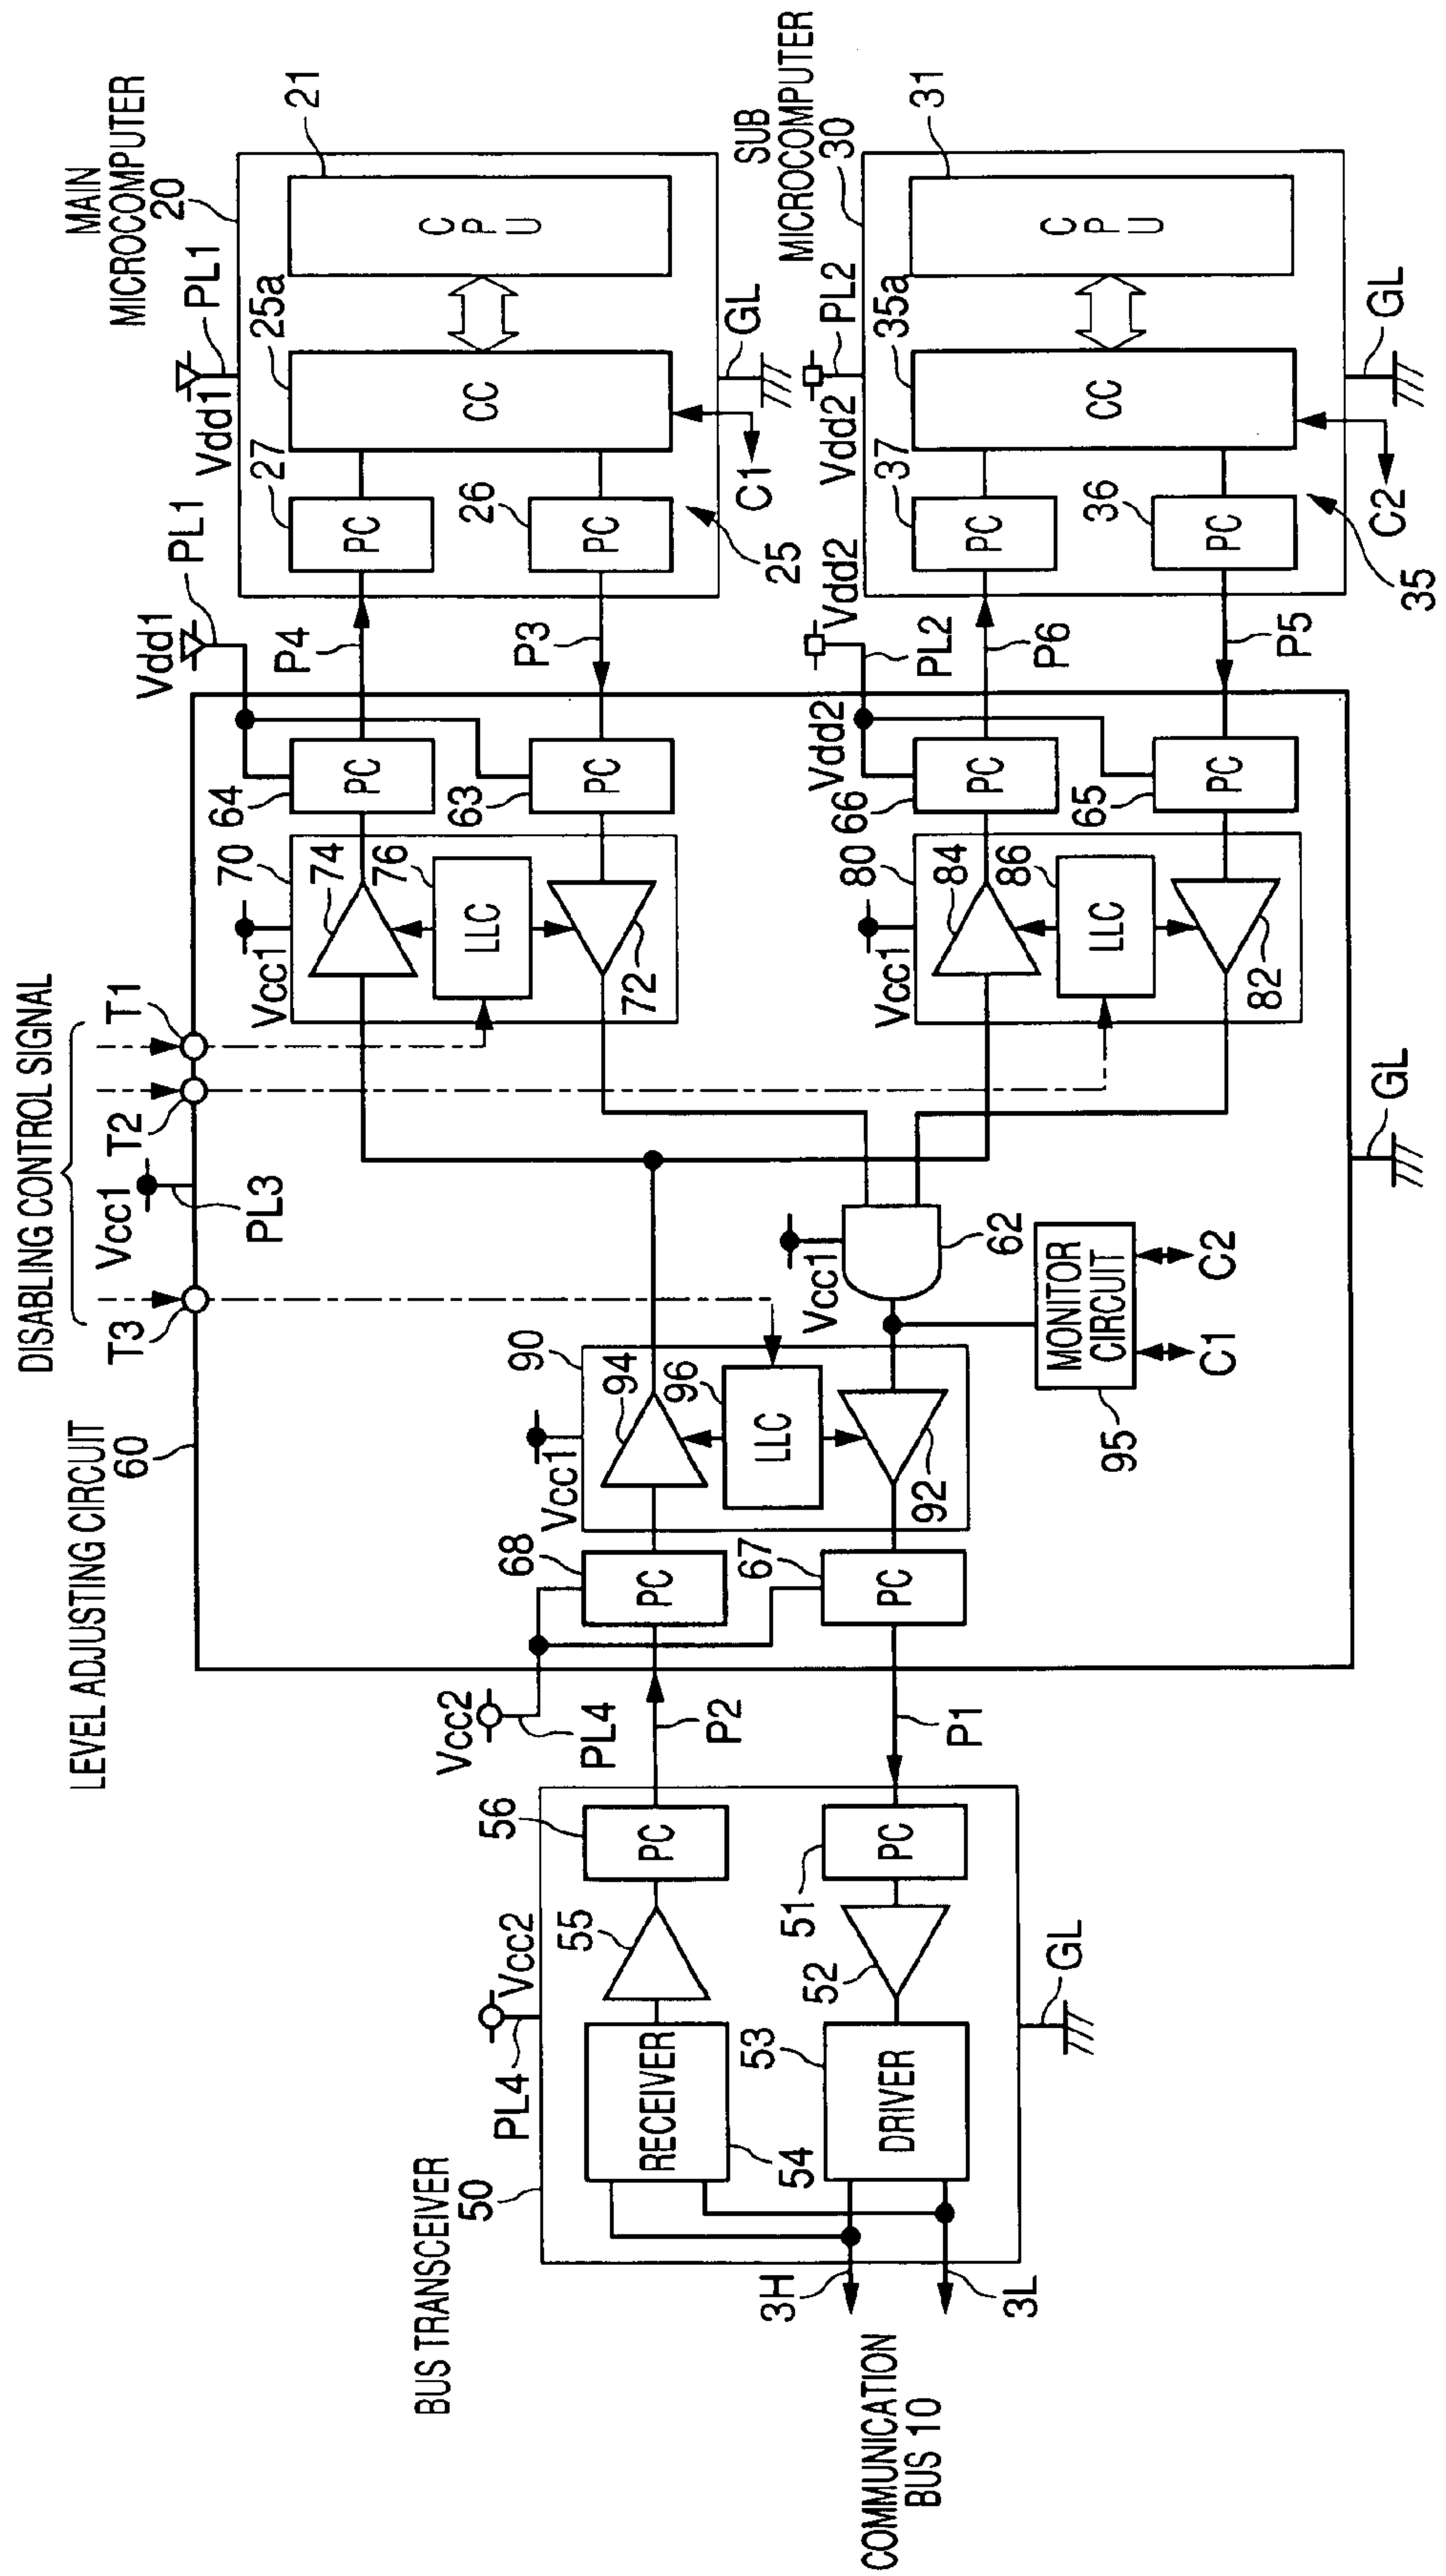 DISABLING CONTROL SIGNAL
LEVEL ADJUSTING CIRCUIT
60
T3
Vcc1
PL3
T2
T1
Vdd1
PL1
MAIN
MICROCOMPUTER
20
Vdd1
PL1
21
CPU
25a
CC
27
PC
26
PC
25
C1
GL
P4
P3
64
PC
63
PC
70
Vcc1
74
76
LLC
72
SUB
MICROCOMPUTER
30
Vdd2
PL2
31
CPU
35a
CC
37
PC
36
PC
35
C2
GL
Vdd2
PL2
P6
P5
Vdd2
66
PC
65
PC
80
Vcc1
84
86
LLC
82
GL
Vcc1
62
MONITOR
CIRCUIT
95
C1
C2
90
Vcc1
94
96
LLC
92
68
PC
67
PC
Vcc2
PL4
P2
P1
BUS TRANSCEIVER
50
PL4
Vcc2
56
PC
55
51
PC
52
RECEIVER
54
53
DRIVER
GL
3H
3L
COMMUNICATION
BUS 10